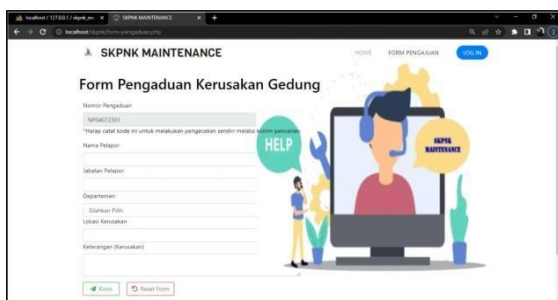 localhost / 127.0.0.1 / skpnk_m
SKPNK MAINTENANCE
localhost/skpnk/form-pengaduan.php
SKPNK MAINTENANCE
HOME
FORM PENGAJUAN
LOG IN
Form Pengaduan Kerusakan Gedung
Nomor Pengaduan
NP04072301
*Harap catat kode ini untuk melakukan pengecekan sendiri melalui kolom pencarian
Nama Pelapor
Jabatan Pelapor
Departemen
Silahkan Pilih
Lokasi Kerusakan
Keterangan (Kerusakan)
Kirim
Reset Form
HELP
SKPNK
MAINTENANCE